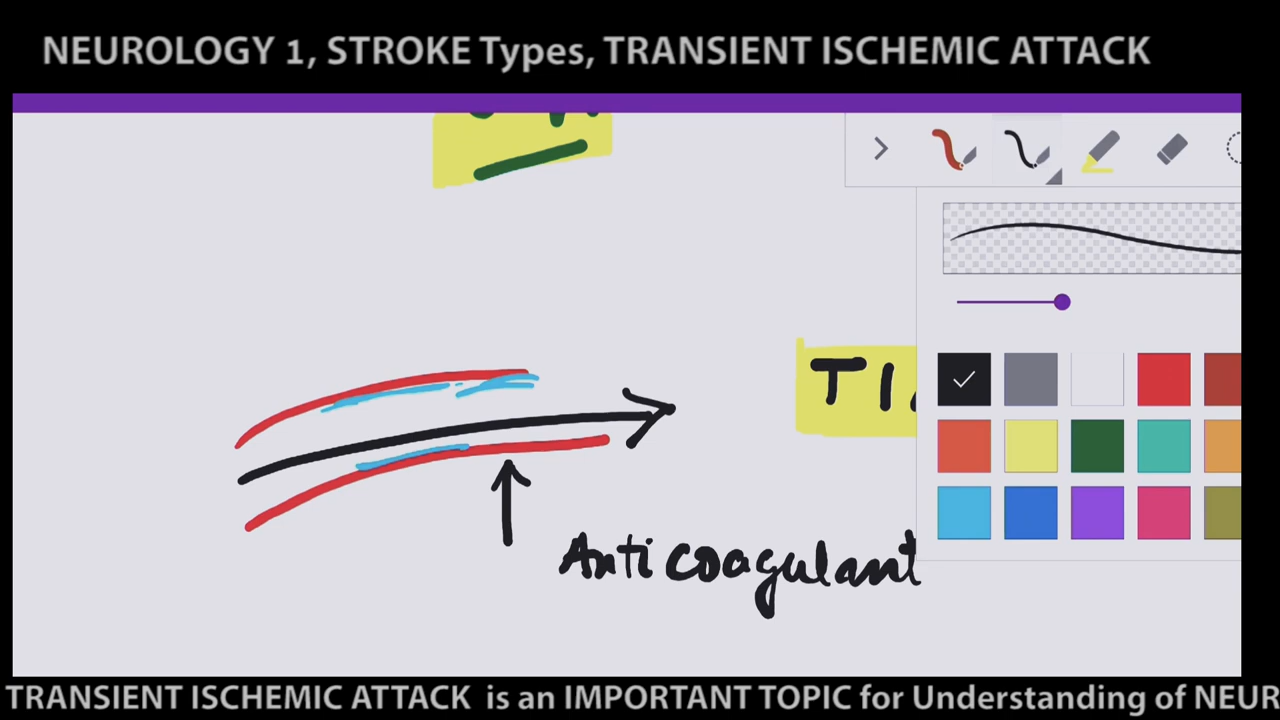 NEUROLOGY 1, STROKE Types, TRANSIENT ISCHEMIC ATTACK
TI
Anticoagulant
TRANSIENT ISCHEMIC ATTACK is an IMPORTANT TOPIC for Understanding of NEUR